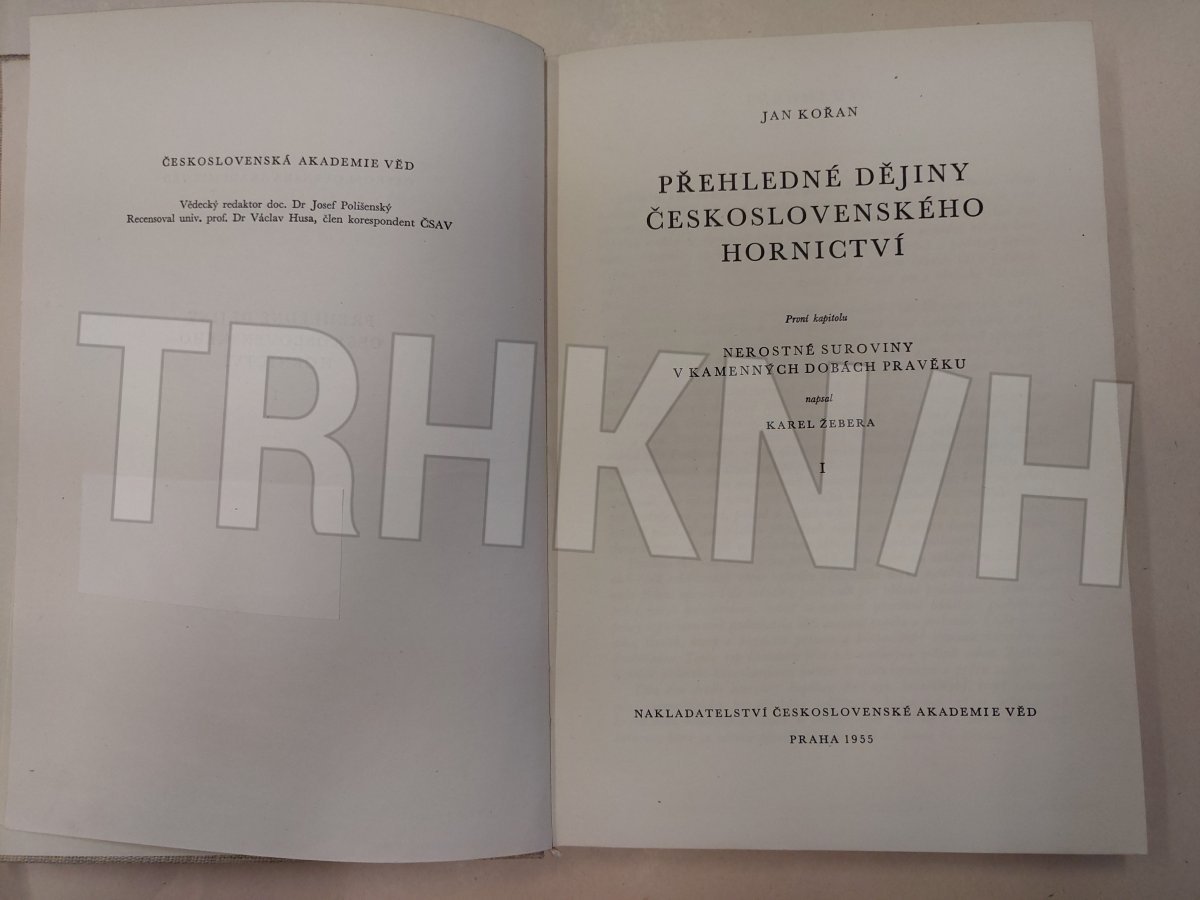 ČESKOSLOVENSKÁ AKADEMIE VĚD
Vědecký redaktor doc. Dr Josef Polišenský
Recensoval univ. prof. Dr Václav Husa, člen korespondent ČSAV
JAN KOŘAN
PŘEHLEDNÉ DĚJINY
ČESKOSLOVENSKÉHO
HORNICTVÍ
První kapitolu
NEROSTNÉ SUROVINY
V KAMENNÝCH DOBÁCH PRAVĚKU
napsal
KAREL ŽEBERA
I
NAKLADATELSTVÍ ČESKOSLOVENSKÉ AKADEMIE VĚD
PRAHA 1955
TRHKN/H